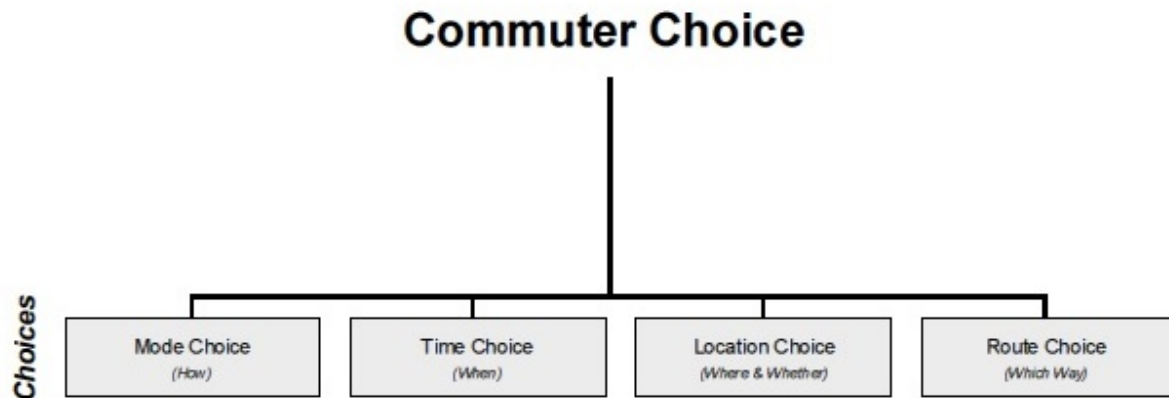 Commuter Choice
Choices
Mode Choice
(How)
Time Choice
(When)
Location Choice
(Where & Whether)
Route Choice
(Which Way)